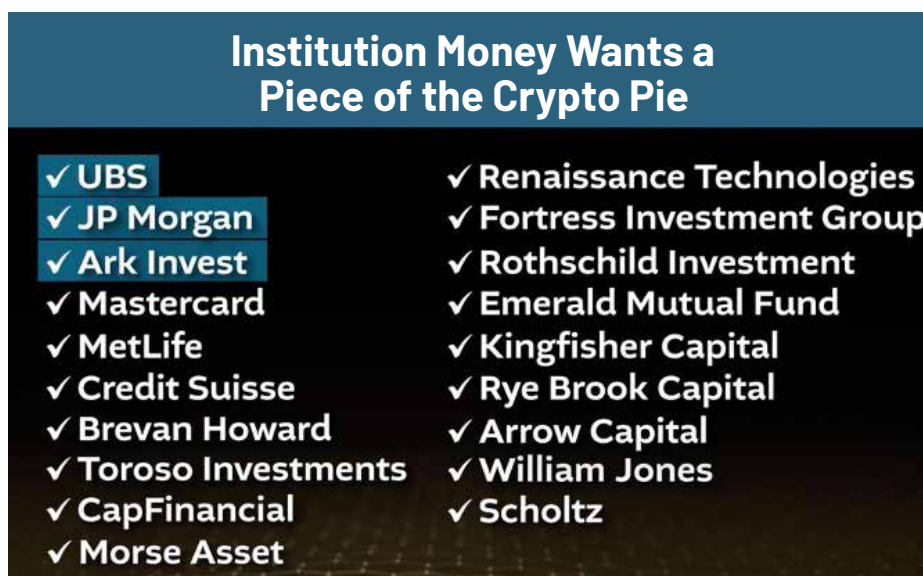 Institution Money Wants a
Piece of the Crypto Pie
✓ UBS
✓ JP Morgan
✓ Ark Invest
✓ Mastercard
✓ MetLife
✓ Credit Suisse
✓ Brevan Howard
✓ Toroso Investments
✓ CapFinancial
✓ Morse Asset
✓ Renaissance Technologies
✓ Fortress Investment Group
✓ Rothschild Investment
✓ Emerald Mutual Fund
✓ Kingfisher Capital
✓ Rye Brook Capital
✓ Arrow Capital
✓ William Jones
✓ Scholtz